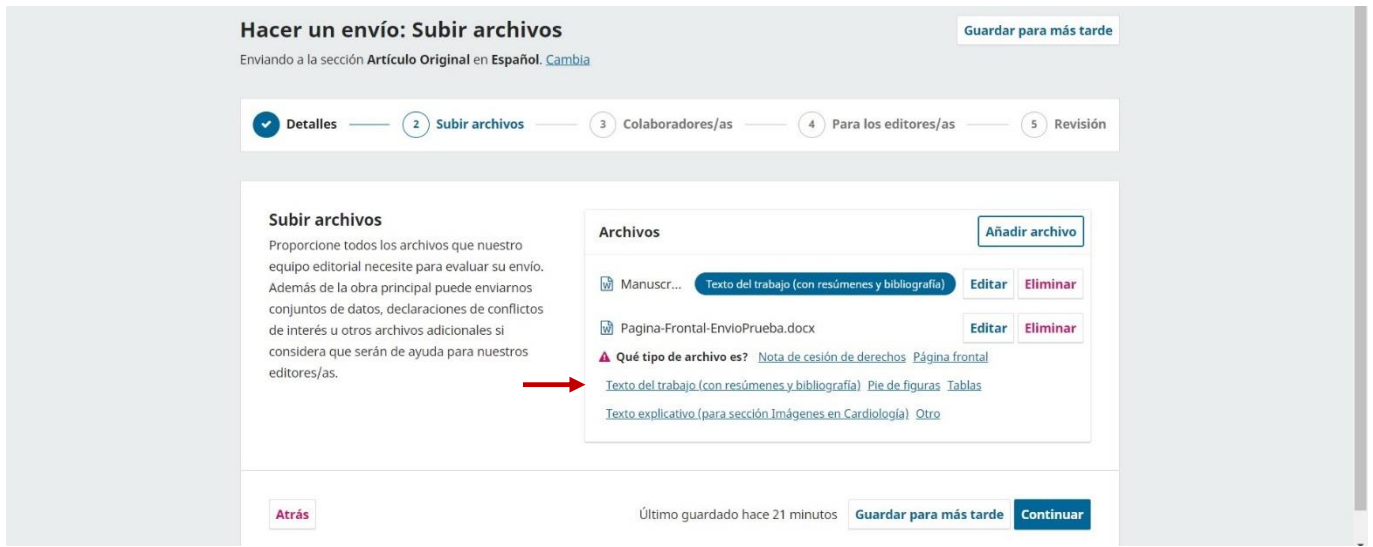 Hacer un envío: Subir archivos
Guardar para más tarde
Enviando a la sección Artículo Original en Español. Cambia
Detalles
2 Subir archivos
3 Colaboradores/as
4 Para los editores/as
5 Revisión
Subir archivos
Proporcione todos los archivos que nuestro
equipo editorial necesite para evaluar su envío.
Además de la obra principal puede enviarnos
conjuntos de datos, declaraciones de conflictos
de interés u otros archivos adicionales si
considera que serán de ayuda para nuestros
editores/as.
Archivos
Añadir archivo
Manuscr... Texto del trabajo (con resúmenes y bibliografía) Editar Eliminar
Pagina-Frontal-EnvioPrueba.docx Editar Eliminar
Qué tipo de archivo es? Nota de cesión de derechos Página frontal
Texto del trabajo (con resúmenes y bibliografía) Pie de figuras Tablas
Texto explicativo (para sección Imágenes en Cardiología) Otro
Atrás
Último guardado hace 21 minutos
Guardar para más tarde
Continuar